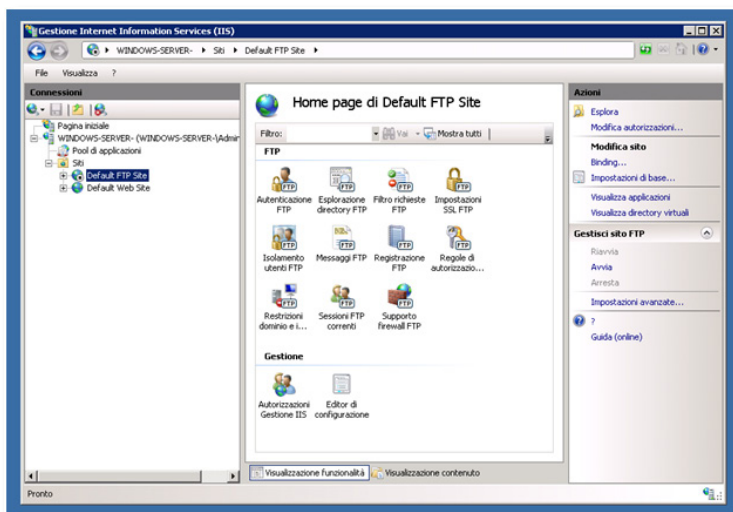 Gestione Internet Information Services (IIS)
WINDOWS-SERVER- Siti Default FTP Site
File Visualizza ?
Connessioni
Pagina iniziale
WINDOWS-SERVER- (WINDOWS-SERVER-\Admir
Pool di applicazioni
Siti
Default FTP Site
Default Web Site
Home page di Default FTP Site
Filtro: Vai Mostra tutti
FTP
Autenticazione FTP
Esplorazione directory FTP
Filtro richieste FTP
Impostazioni SSL FTP
Isolamento utenti FTP
Messaggi FTP
Registrazione FTP
Regole di autorizzazio...
Restrizioni dominio e i...
Sessioni FTP correnti
Supporto firewall FTP
Gestione
Autorizzazioni Gestione IIS
Editor di configurazione
Visualizzazione funzionalità Visualizzazione contenuto
Azioni
Esplora
Modifica autorizzazioni...
Modifica sito
Binding...
Impostazioni di base...
Visualizza applicazioni
Visualizza directory virtuali
Gestisci sito FTP
Riavvia
Avvia
Arresta
Impostazioni avanzate...
?
Guida (online)
Pronto